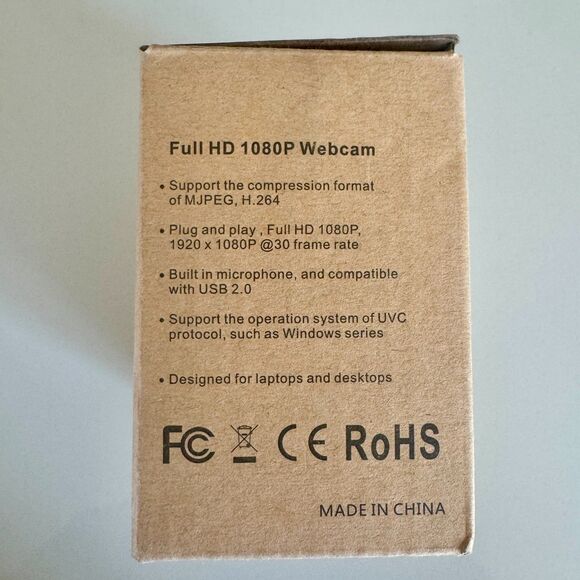 Full HD 1080P Webcam
• Support the compression format
of MJPEG, H.264
• Plug and play , Full HD 1080P,
1920 x 1080P @30 frame rate
• Built in microphone, and compatible
with USB 2.0
• Support the operation system of UVC
protocol, such as Windows series
• Designed for laptops and desktops
FC CE RoHS
MADE IN CHINA